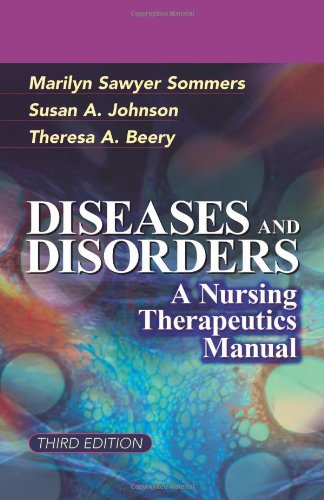 Marilyn Sawyer Sommers
Susan A. Johnson
Theresa A. Beery
DISEASES AND
DISORDERS
A Nursing
Therapeutics
Manual
THIRD EDITION